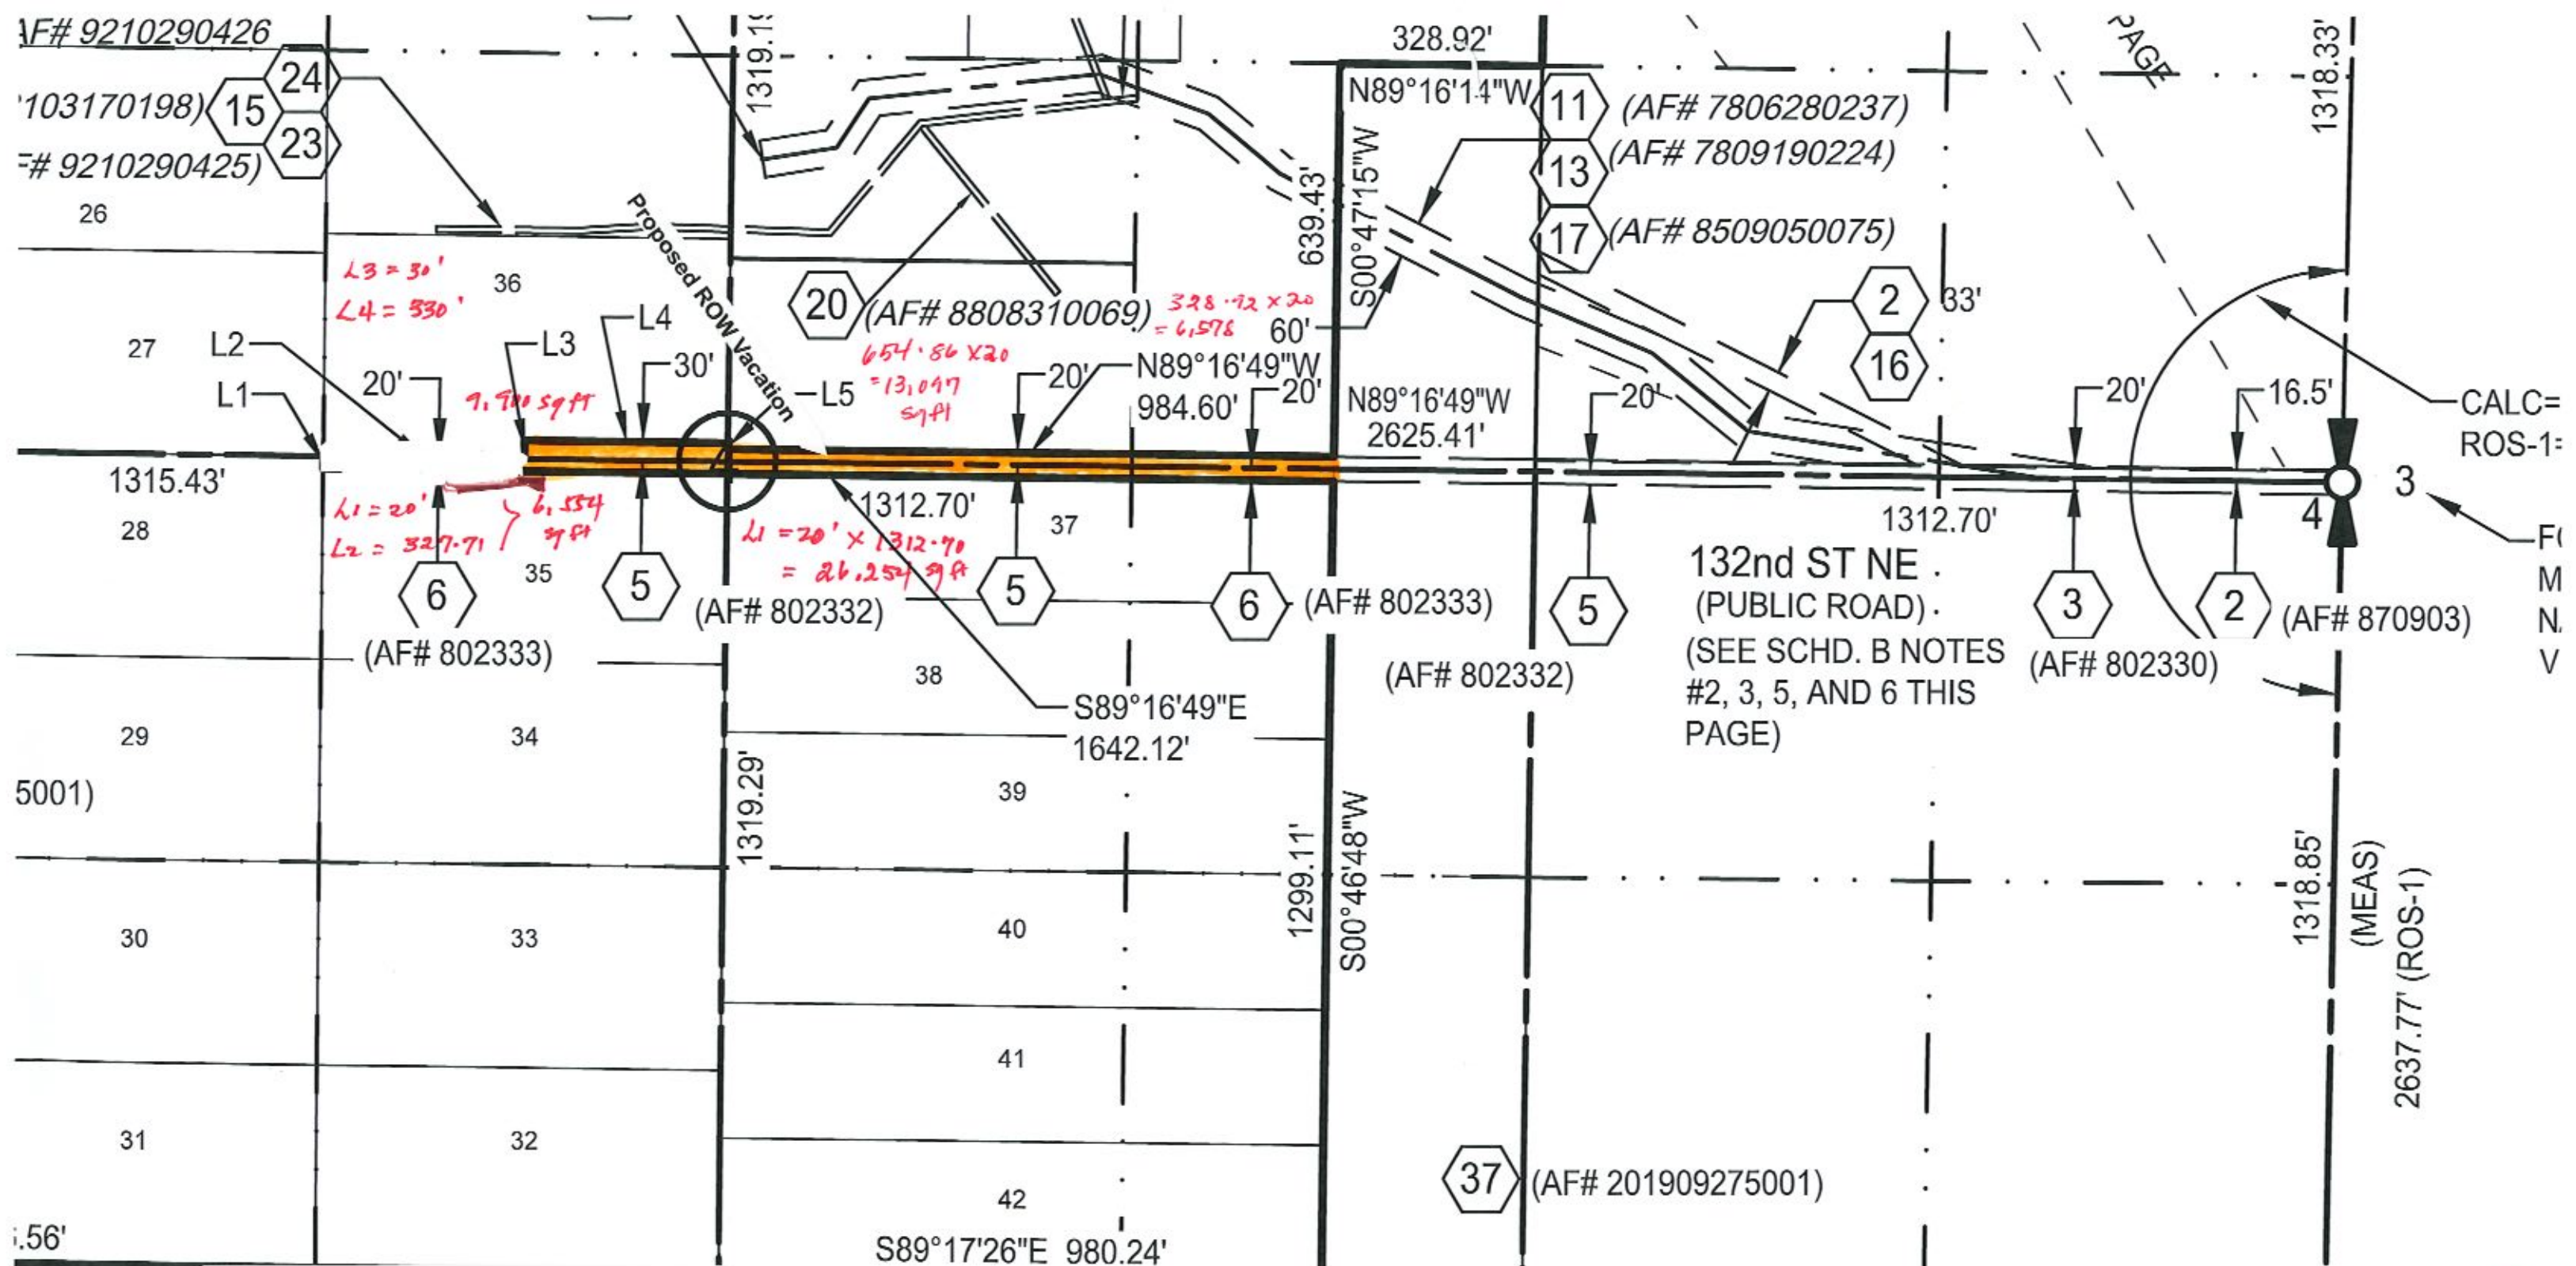 AF# 9210290426
24
15
103170198)
23
F# 9210290425)
26
1319.19
328.92'
N89°16'14"W
11
(AF# 7806280237)
13
(AF# 7809190224)
17
(AF# 8509050075)
PAGE
1318.33'
639.43'
S00°47'15"W
L3 = 30'
L4 = 330'
36
Proposed ROW Vacation
20
(AF# 8808310069)
328.92 x 20
= 6,578
60'
2
33'
16
27
L2
L3
L4
L1
20'
30'
L5
654.86 x 20
= 13,097
sqft
9,900 sqft
20'
N89°16'49"W
984.60'
20'
N89°16'49"W
2625.41'
20'
20'
16.5'
CALC=
ROS-1=
1315.43'
1312.70'
1312.70'
3
4
28
L1 = 20'
L2 = 327.71
6,554
sqft
L1 = 20' x 1312.70
= 26,254 sqft
37
35
6
5
5
6
5
3
2
(AF# 802333)
(AF# 802332)
(AF# 802333)
(AF# 802332)
(AF# 802330)
(AF# 870903)
132nd ST NE
(PUBLIC ROAD)
(SEE SCHD. B NOTES
#2, 3, 5, AND 6 THIS
PAGE)
F
M
N
V
38
S89°16'49"E
1642.12'
29
34
5001)
1319.29'
39
1299.11'
S00°46'48"W
1318.85'
(MEAS)
2637.77' (ROS-1)
30
33
40
41
31
32
42
37
(AF# 201909275001)
.56'
S89°17'26"E 980.24'